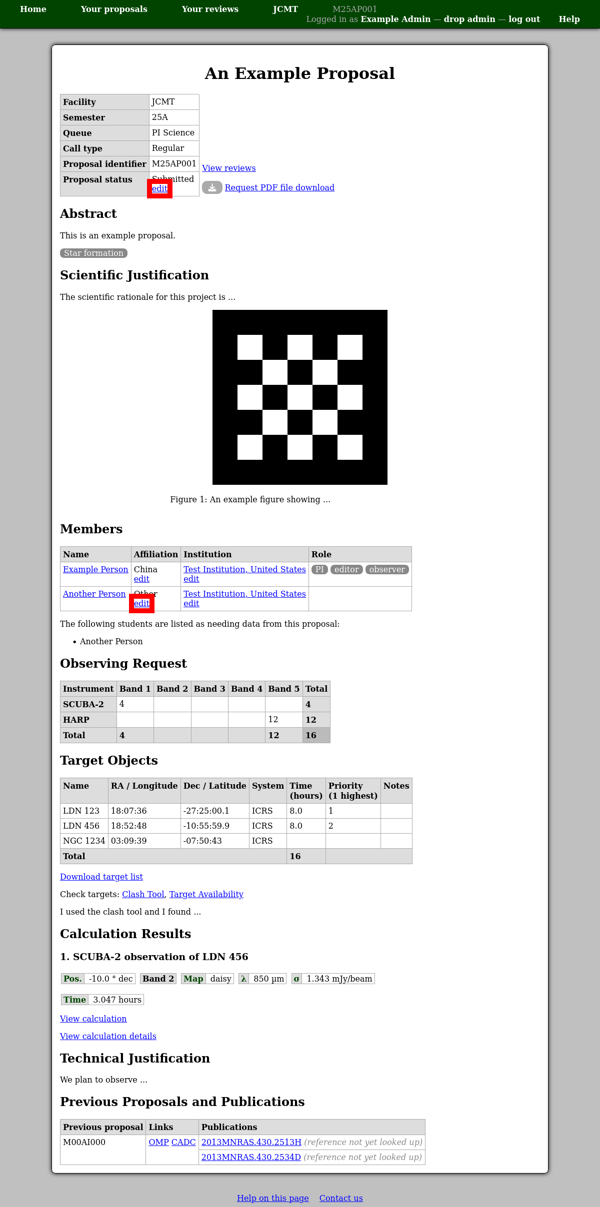 Home Your proposals Your reviews JCMT M25AP001
Logged in as Example Admin — drop admin — log out Help
An Example Proposal
Facility JCMT
Semester 25A
Queue PI Science
Call type Regular
Proposal identifier M25AP001 View reviews
Proposal status Submitted
edit Request PDF file download
Abstract
This is an example proposal.
Star formation
Scientific Justification
The scientific rationale for this project is ...
Figure 1: An example figure showing ...
Members
Name Affiliation Institution Role
Example Person China Test Institution, United States PI editor observer
edit edit
Another Person Other Test Institution, United States
edit edit
The following students are listed as needing data from this proposal:
• Another Person
Observing Request
Instrument Band 1 Band 2 Band 3 Band 4 Band 5 Total
SCUBA-2 4 4
HARP 12 12
Total 4 12 16
Target Objects
Name RA / Longitude Dec / Latitude System Time Priority Notes
(hours) (1 highest)
LDN 123 18:07:36 -27:25:00.1 ICRS 8.0 1
LDN 456 18:52:48 -10:55:59.9 ICRS 8.0 2
NGC 1234 03:09:39 -07:50:43 ICRS
Total 16
Download target list
Check targets: Clash Tool, Target Availability
I used the clash tool and I found ...
Calculation Results
1. SCUBA-2 observation of LDN 456
Pos. -10.0 ° dec Band 2 Map daisy λ 850 µm σ 1.343 mJy/beam
Time 3.047 hours
View calculation
View calculation details
Technical Justification
We plan to observe ...
Previous Proposals and Publications
Previous proposal Links Publications
M00AI000 OMP CADC 2013MNRAS.430.2513H (reference not yet looked up)
2013MNRAS.430.2534D (reference not yet looked up)
Help on this page Contact us